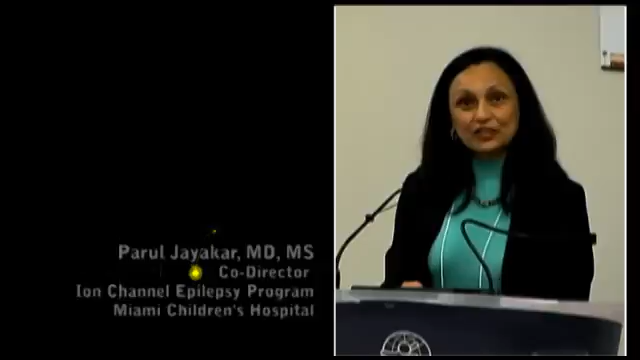 Parul Jayakar, MD, MS
Co-Director
Ion Channel Epilepsy Program
Miami Children's Hospital